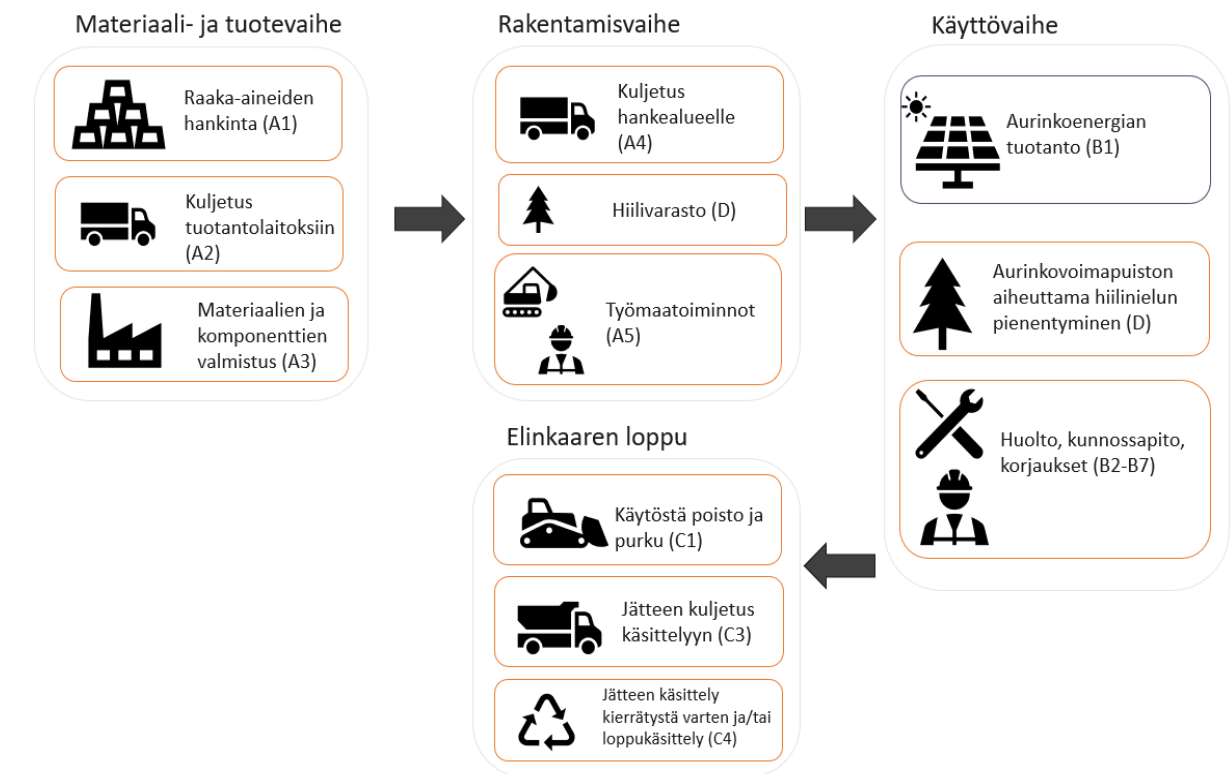 Materiaali- ja tuotevaihe
Raaka-aineiden
hankinta (A1)
Kuljetus
tuotantolaitoksiin
(A2)
Materiaalien ja
komponenttien
valmistus (A3)
Rakentamisvaihe
Kuljetus
hankealueelle
(A4)
Hiilivarasto (D)
Työmaatoiminnot
(A5)
Käyttövaihe
Aurinkoenergian
tuotanto (B1)
Aurinkovoimapuiston
aiheuttama hiilinielun
pienentyminen (D)
Huolto, kunnossapito,
korjaukset (B2-B7)
Elinkaaren loppu
Käytöstä poisto ja
purku (C1)
Jätteen kuljetus
käsittelyyn (C3)
Jätteen käsittely
kierrätystä varten ja/tai
loppukäsittely (C4)